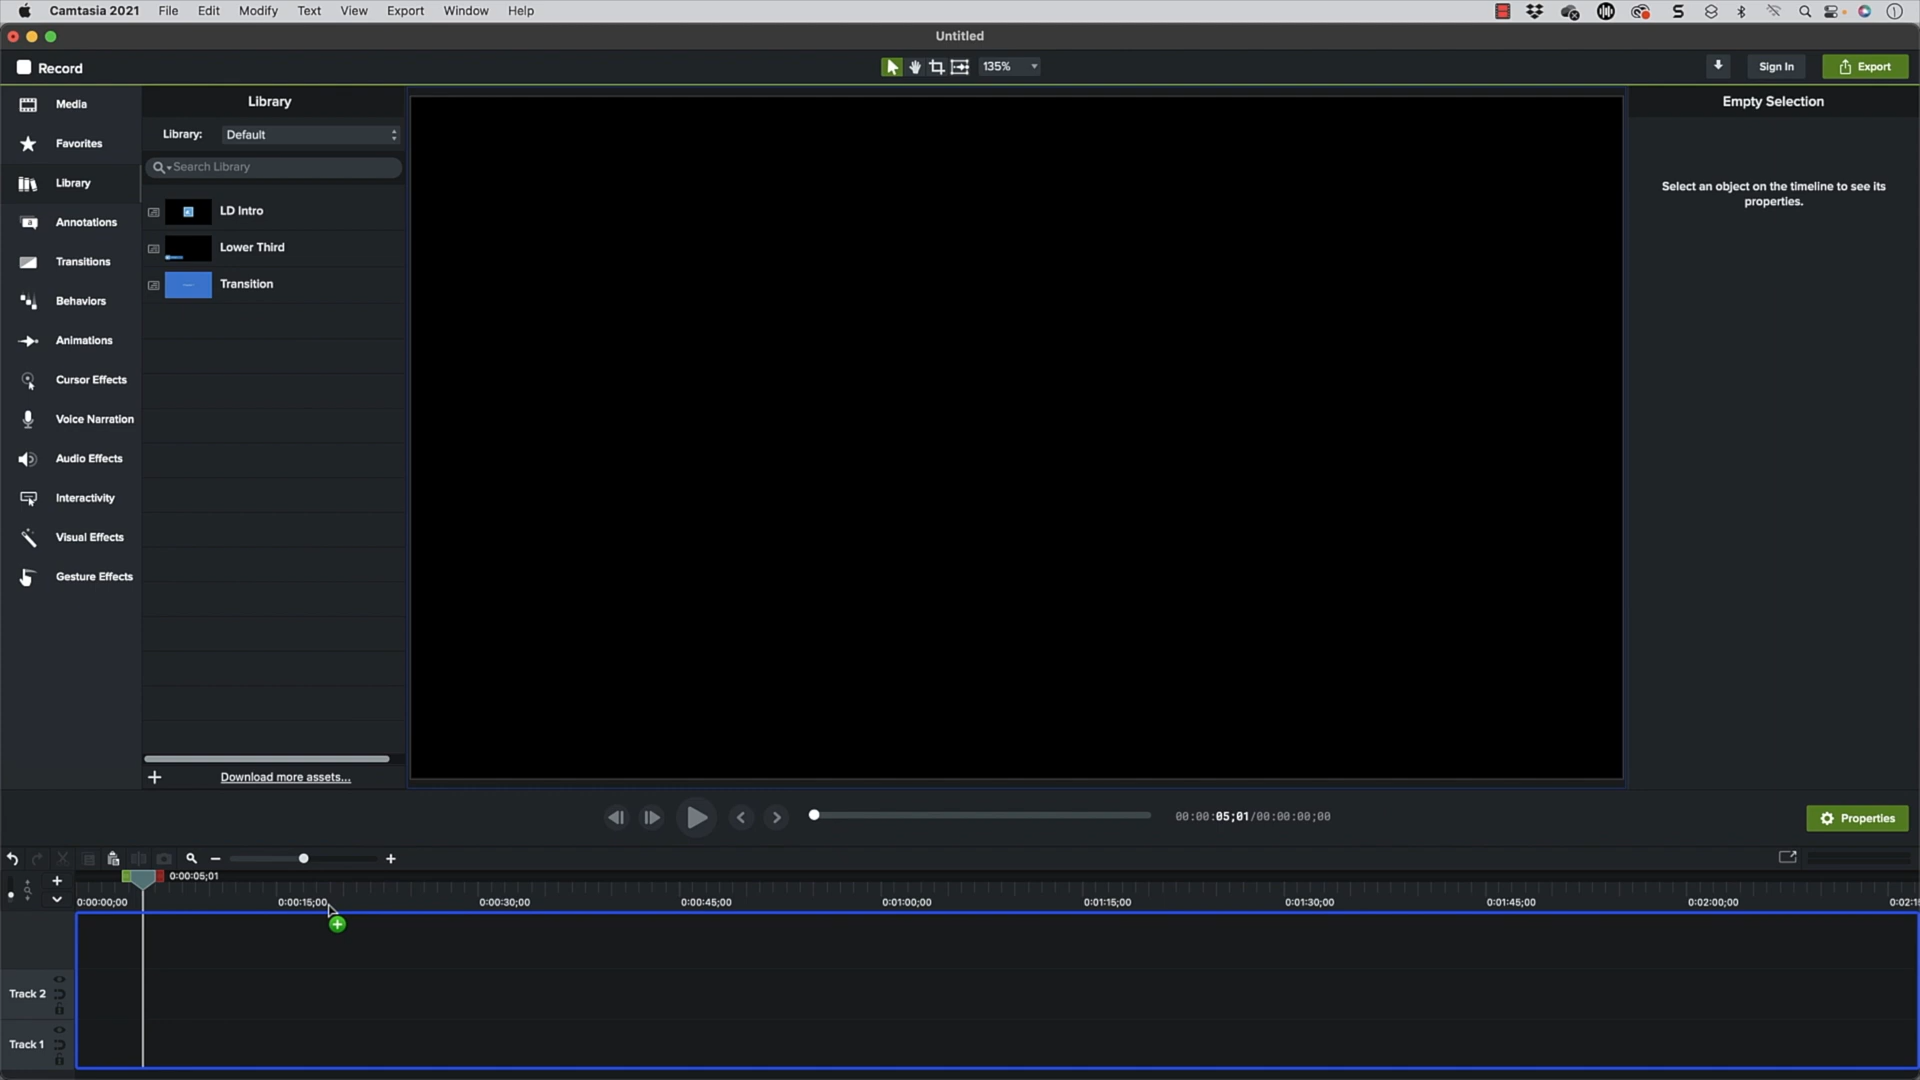 Camtasia 2021 File Edit Modify Text View Export Window Help
Untitled
Record 135% Sign In Export
Media
Favorites
Library
Annotations
Transitions
Behaviors
Animations
Cursor Effects
Voice Narration
Audio Effects
Interactivity
Visual Effects
Gesture Effects
Library
Library: Default
Search Library
LD Intro
Lower Third
Transition
Download more assets...
Empty Selection
Select an object on the timeline to see its
properties.
00:00:05;01/00:00:00;00
Properties
0:00:05;01
0:00:00;00 0:00:15;00 0:00:30;00 0:00:45;00 0:01:00;00 0:01:15;00 0:01:30;00 0:01:45;00 0:02:00;00 0:02:15
Track 2
Track 1